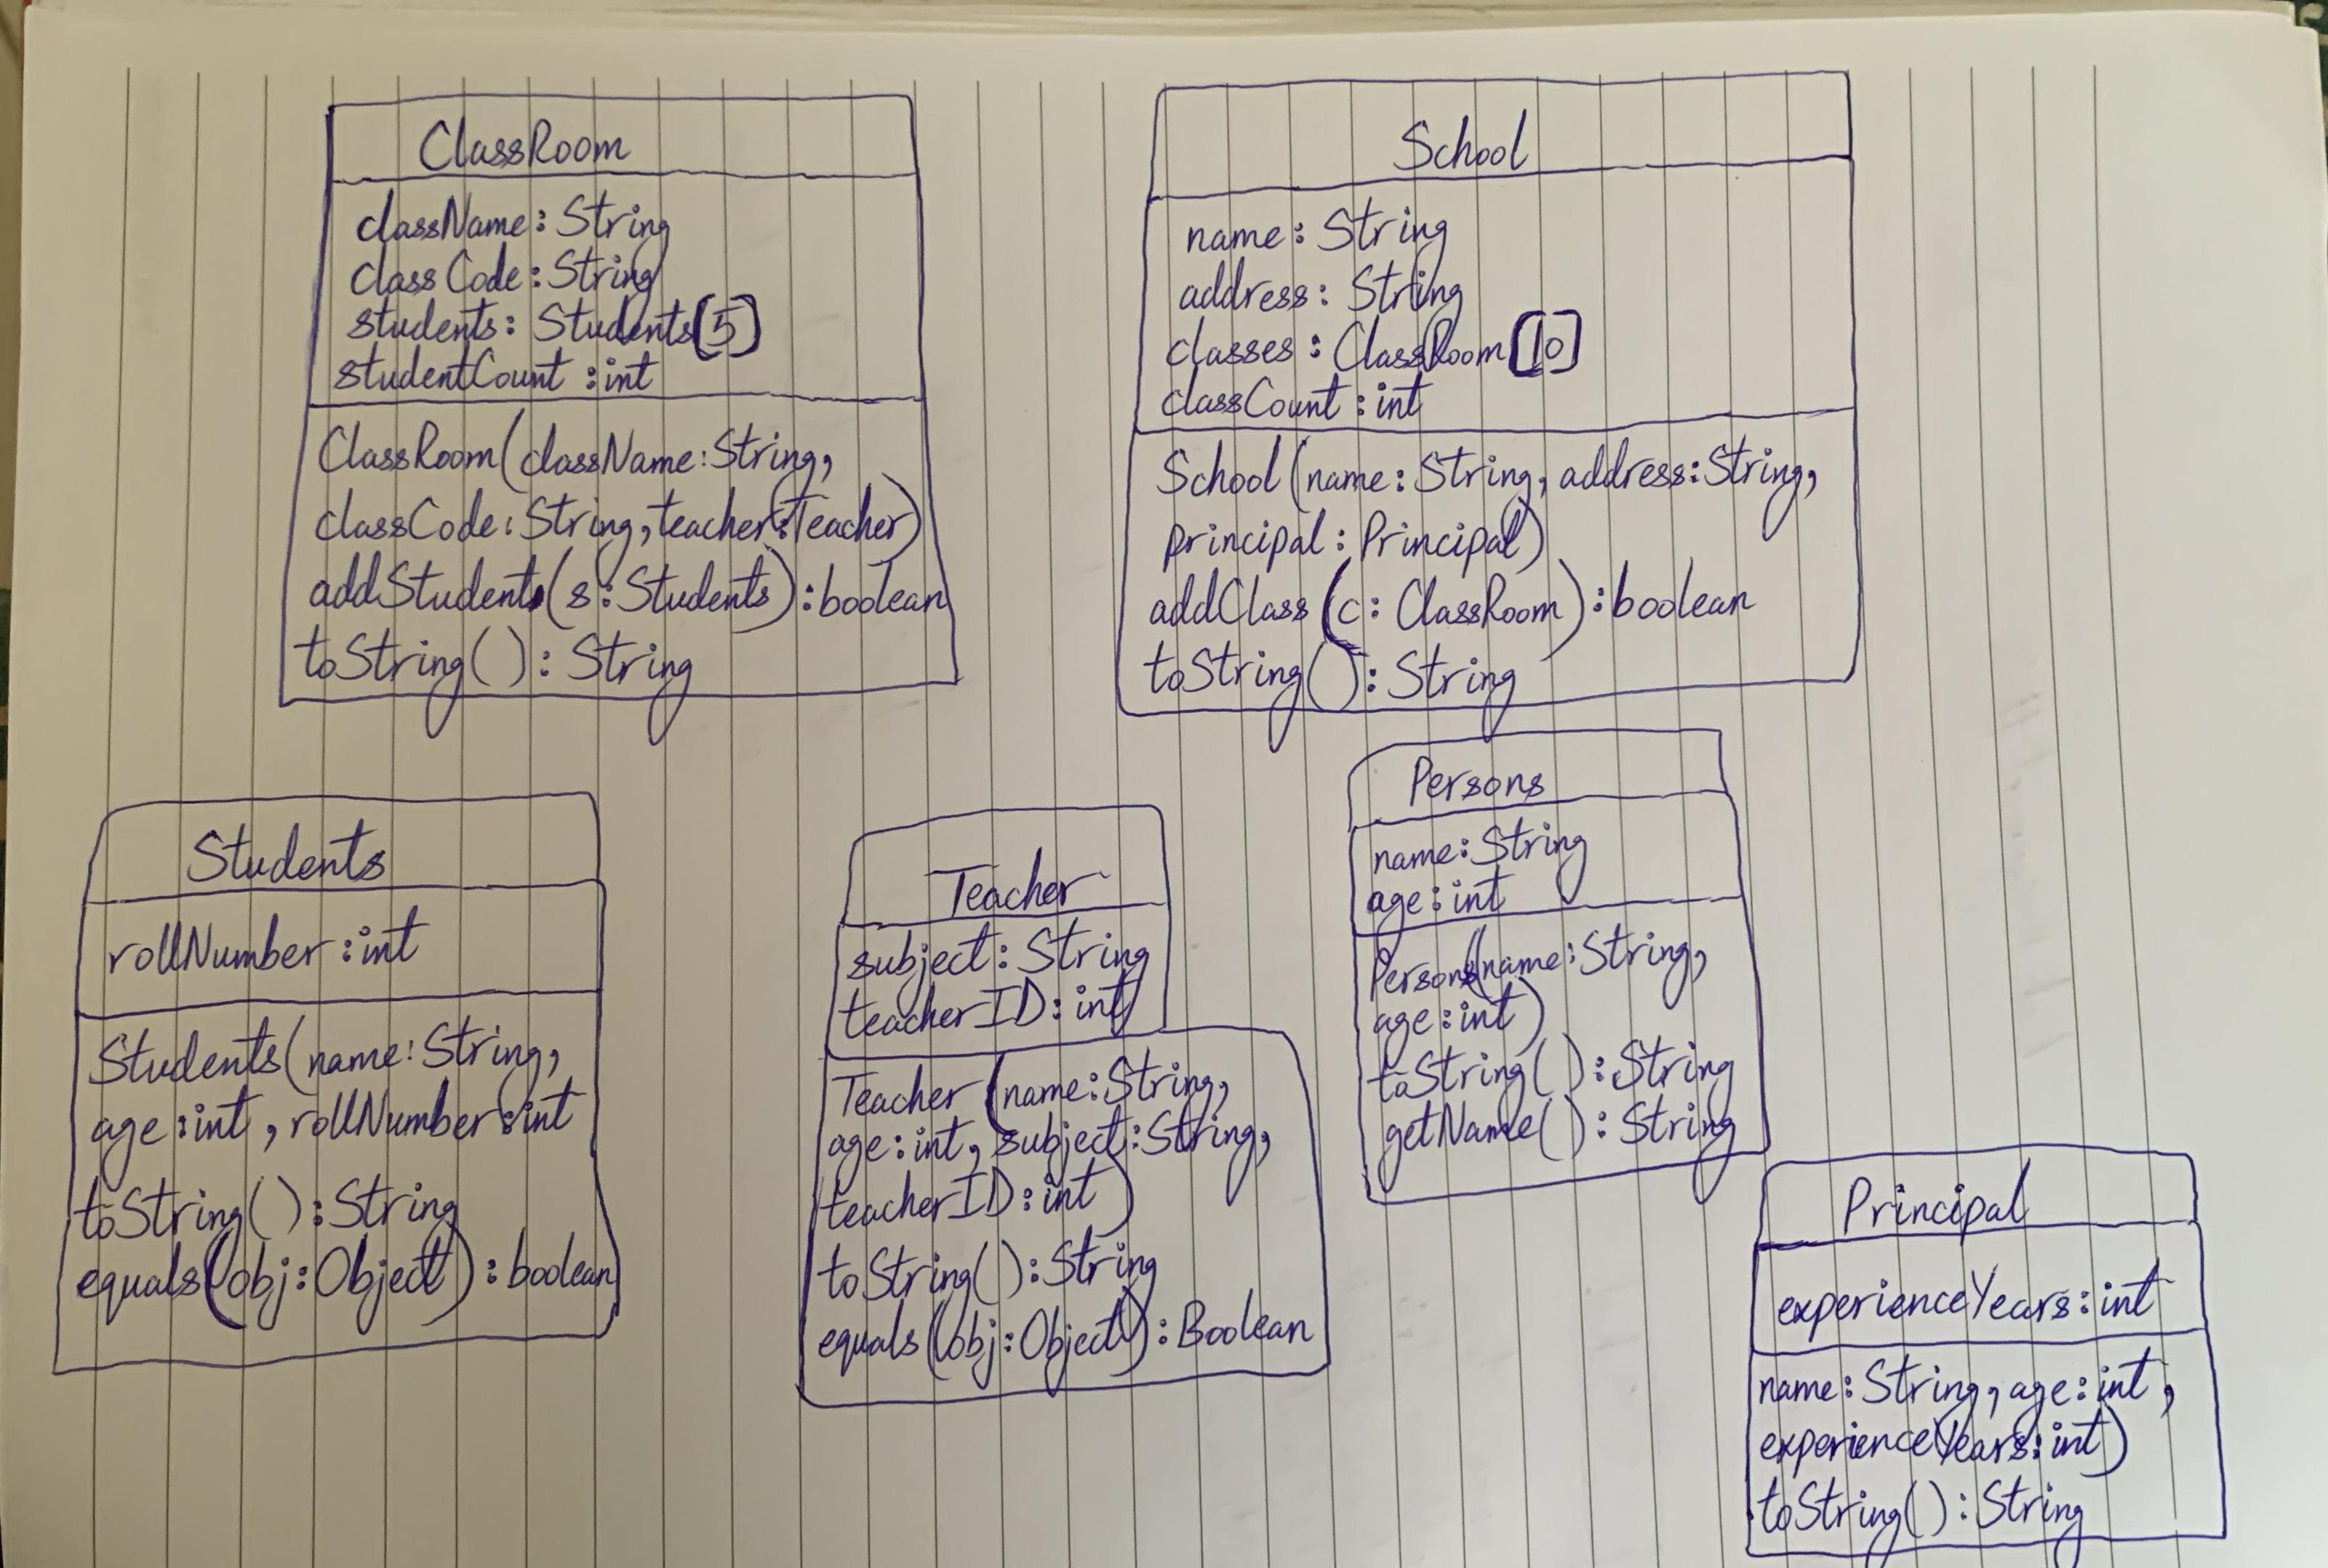 ClassRoom
className: String
classCode: String
students: Students[5]
studentCount: int
ClassRoom(className:String,
classCode: String, teacher:Teacher)
addStudents(s: Students): boolean
toString(): String
School
name: String
address: String
classes: ClassRoom[10]
classCount: int
School(name: String, address: String,
principal: Principal)
addClass(c: ClassRoom): boolean
toString(): String
Students
rollNumber: int
Students(name: String,
age: int, rollNumber: int
toString(): String
equals(obj: Object): boolean
Teacher
subject: String
teacherID: int
Teacher(name: String,
age: int, subject: String,
teacherID: int)
toString(): String
equals(obj: Object): Boolean
Persons
name: String
age: int
Persons(name: String,
age: int)
toString(): String
getName(): String
Principal
experienceYears: int
name: String, age: int,
experienceYears: int)
toString(): String